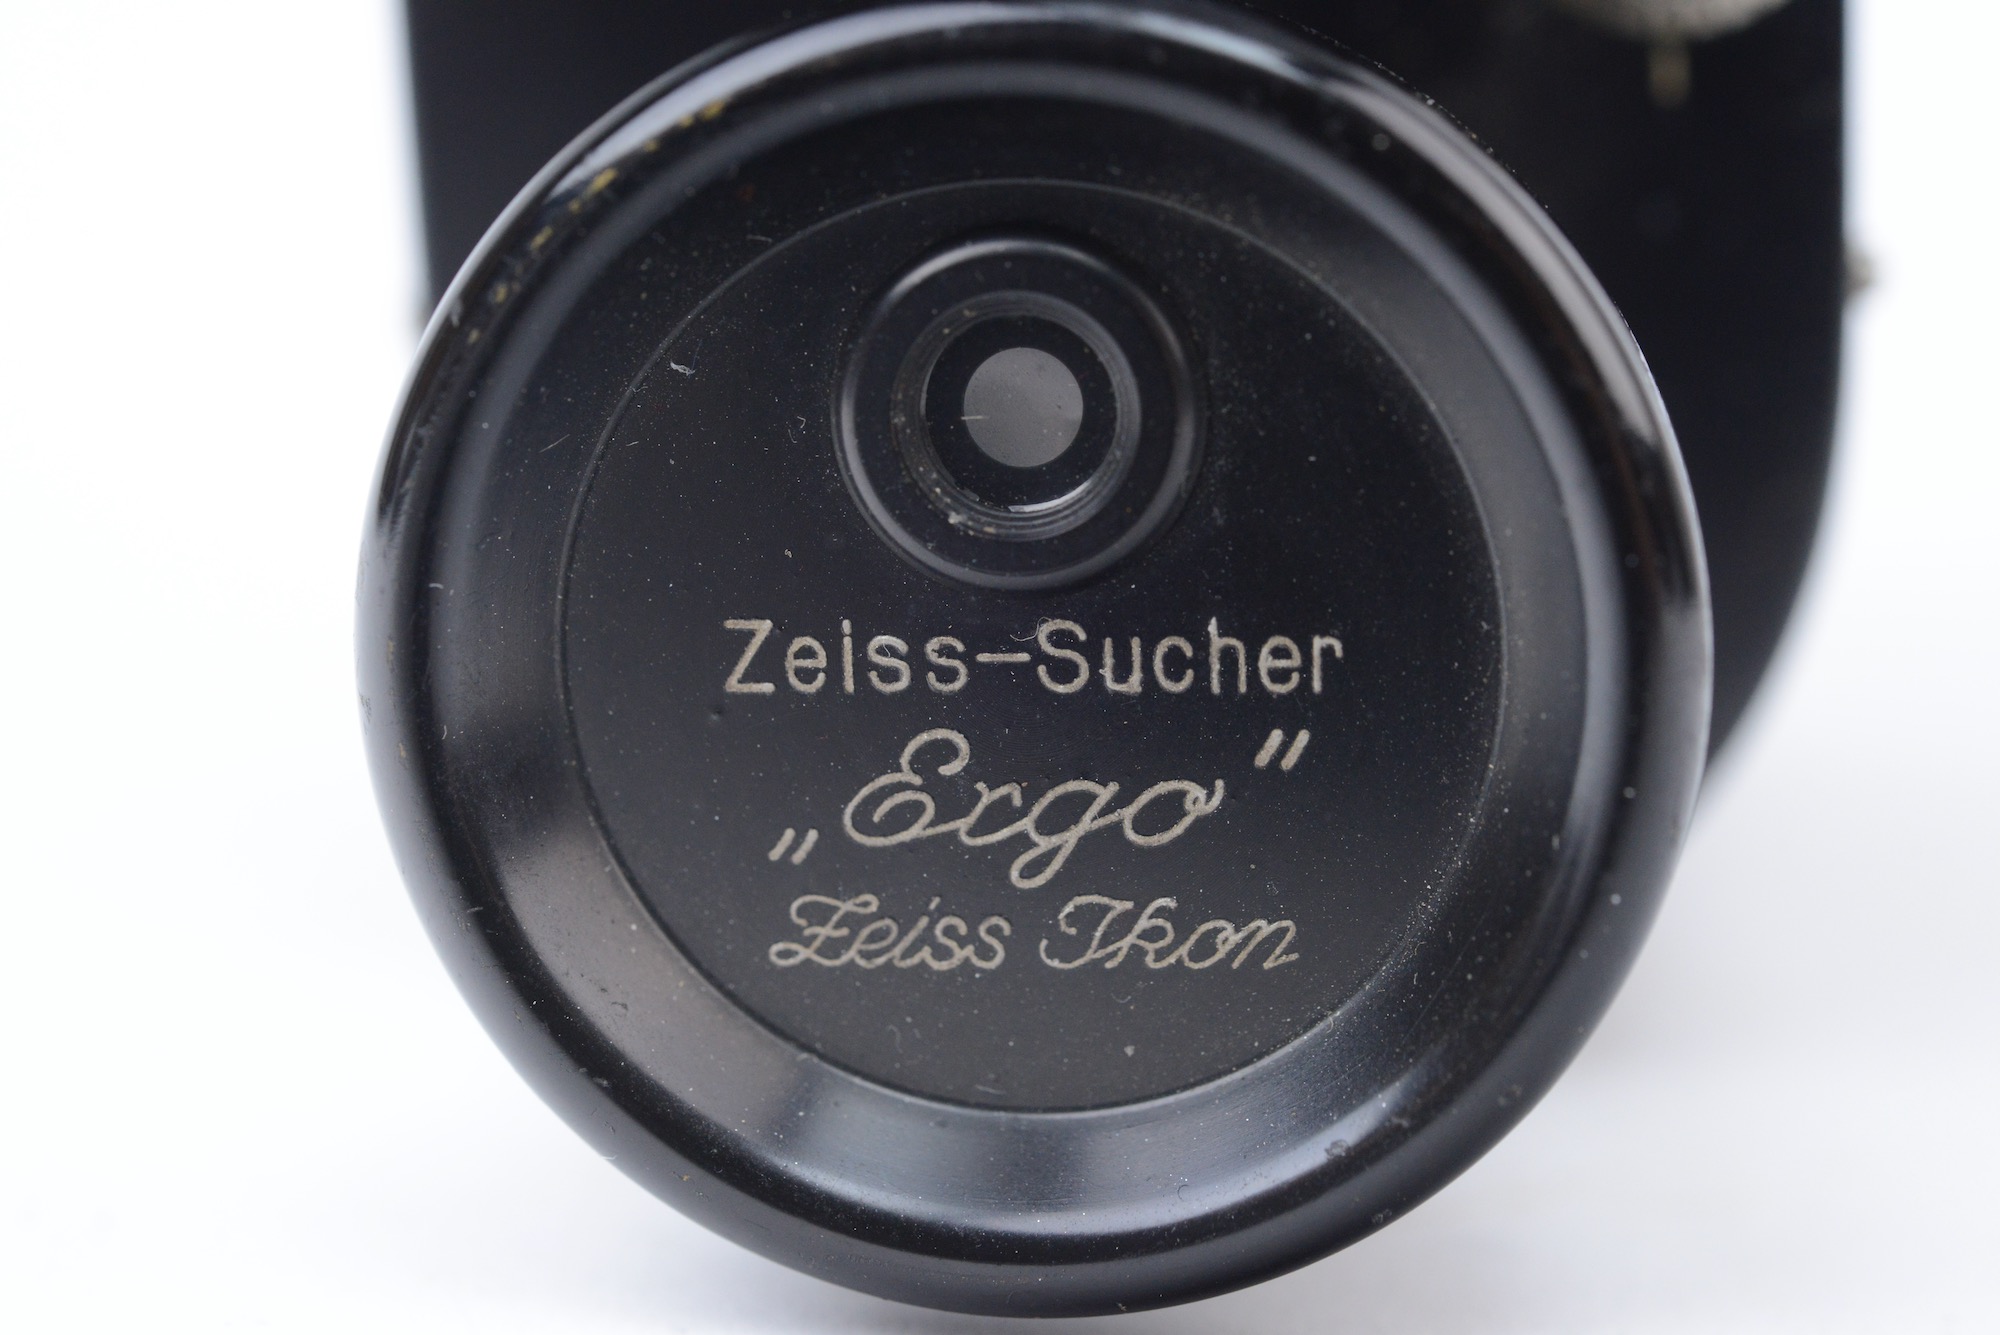 Zeiss-Sucher
„Ergo"
Zeiss Ikon